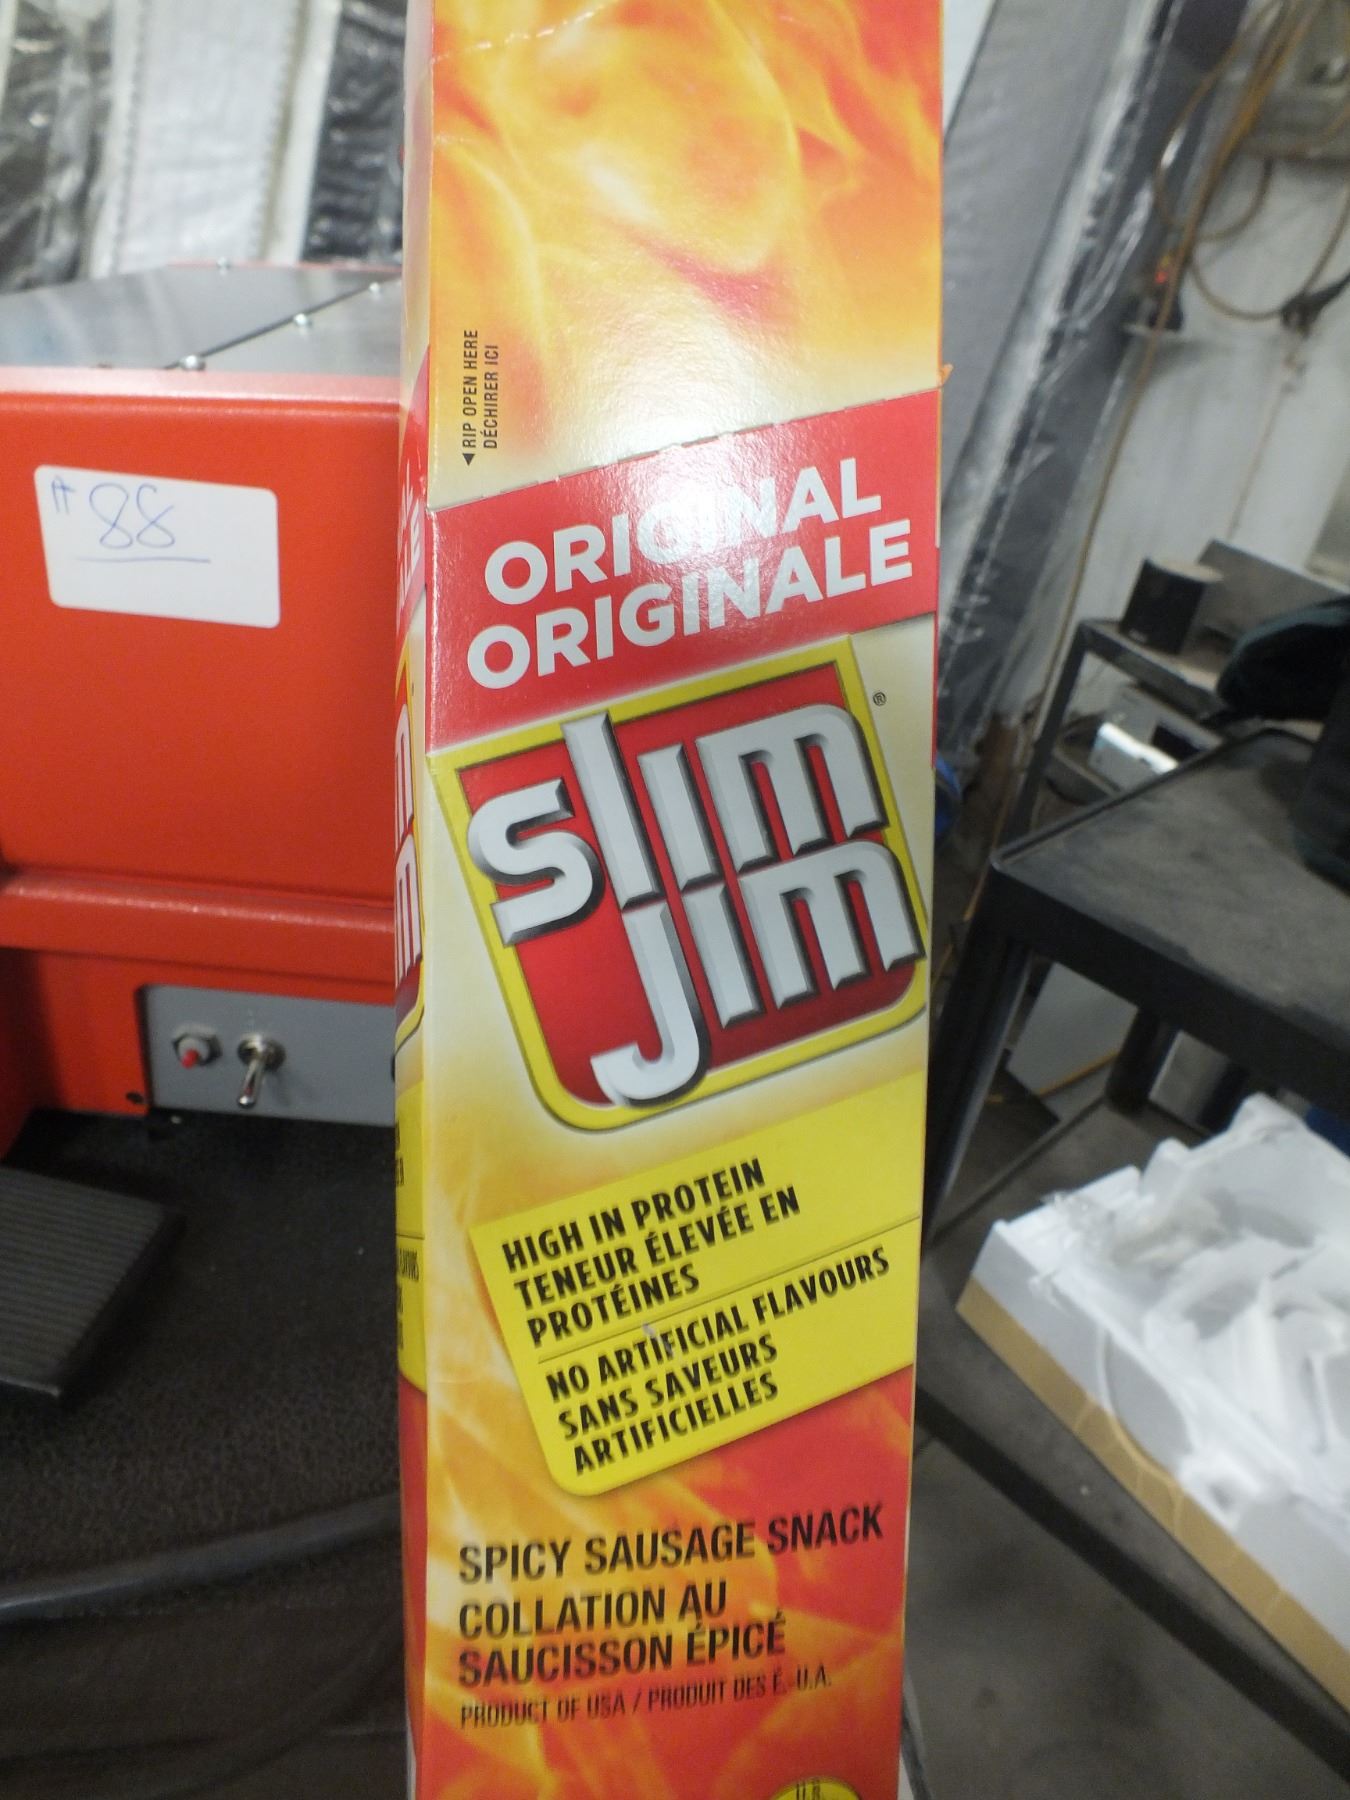 # 88
◀ RIP OPEN HERE
DÉCHIRER ICI
ORIGINAL
ORIGINALE
slim
jim
®
HIGH IN PROTEIN
TENEUR ÉLEVÉE EN
PROTÉINES
NO ARTIFICIAL FLAVOURS
SANS SAVEURS
ARTIFICIELLES
SPICY SAUSAGE SNACK
COLLATION AU
SAUCISSON ÉPICÉ
PRODUCT OF USA / PRODUIT DES É.-U.A.